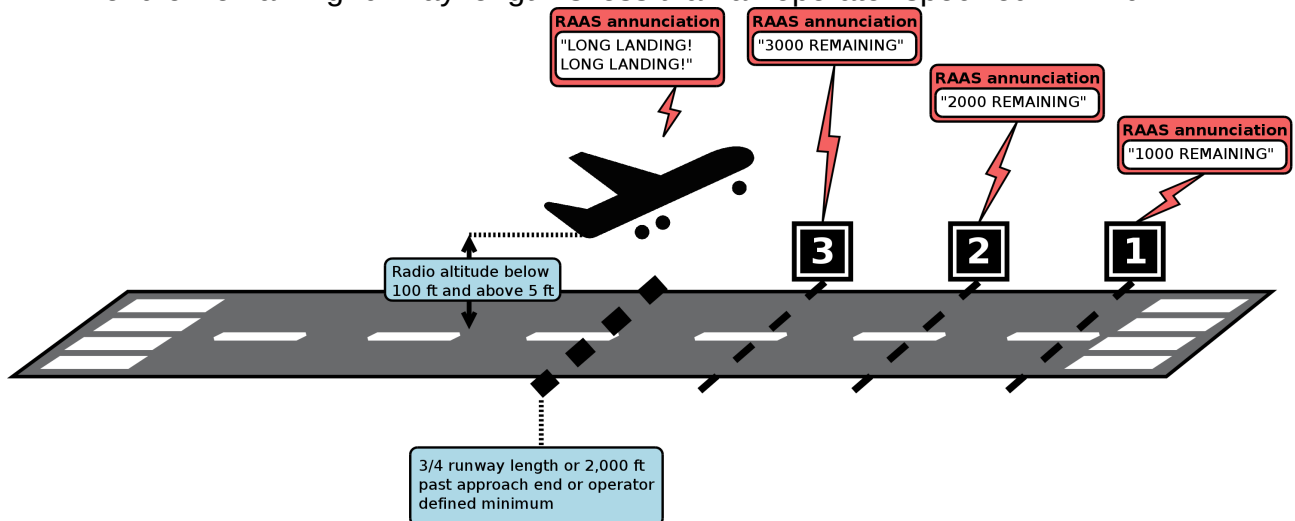 RAAS annunciation
"LONG LANDING!
LONG LANDING!"
RAAS annunciation
"3000 REMAINING"
RAAS annunciation
"2000 REMAINING"
RAAS annunciation
"1000 REMAINING"
3
2
1
Radio altitude below
100 ft and above 5 ft
3/4 runway length or 2,000 ft
past approach end or operator
defined minimum